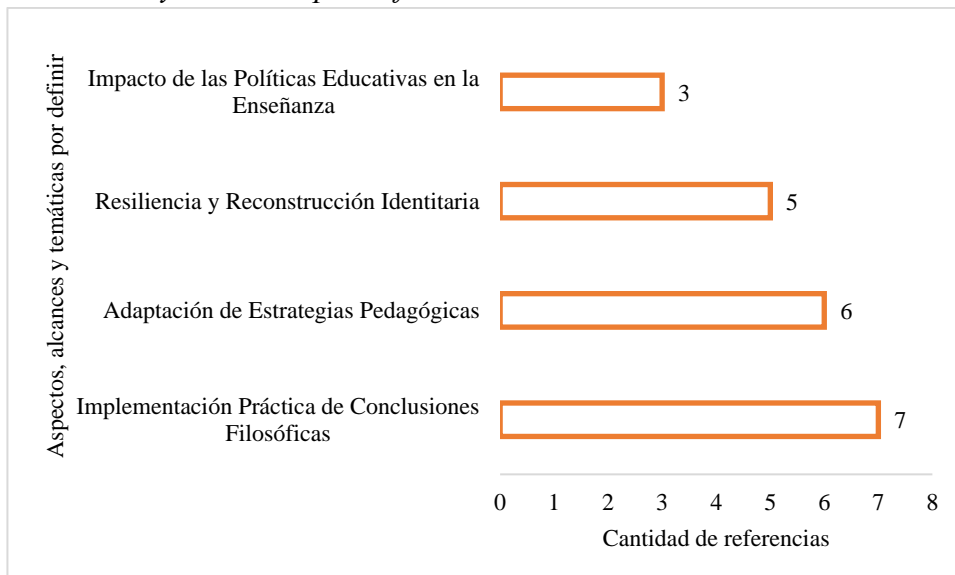 Aspectos, alcances y temáticas por definir
Impacto de las Políticas Educativas en la
Enseñanza
3
Resiliencia y Reconstrucción Identitaria
5
Adaptación de Estrategias Pedagógicas
6
Implementación Práctica de Conclusiones
Filosóficas
7
0 1 2 3 4 5 6 7 8
Cantidad de referencias